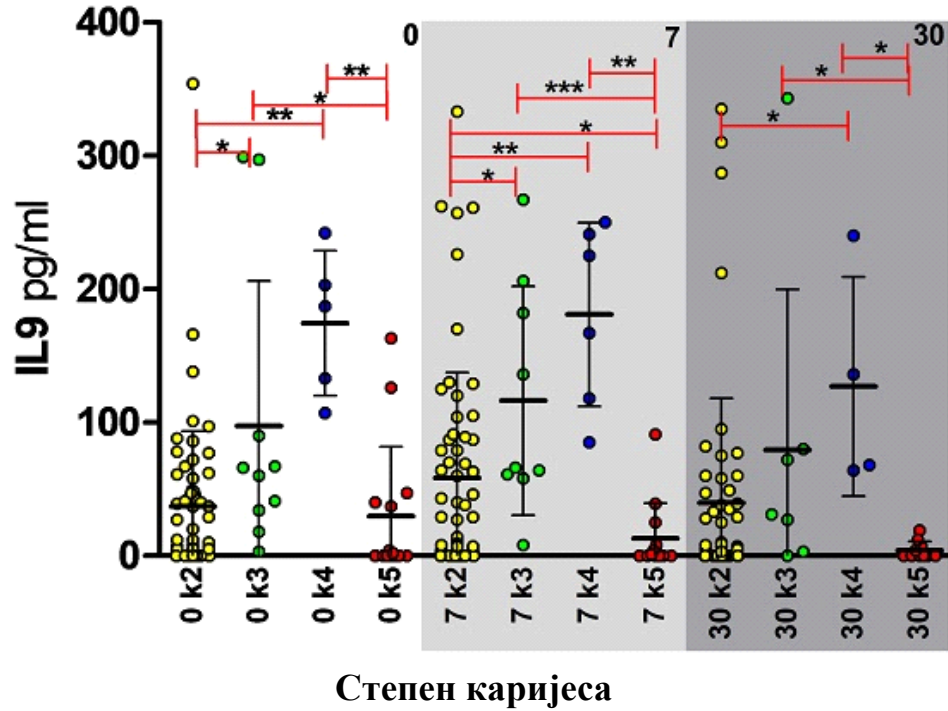 400
300
200
100
0
IL9 pg/ml
0
7
30
**
*
**
*
**
***
*
**
*
*
*
*
0 k2
0 k3
0 k4
0 k5
7 k2
7 k3
7 k4
7 k5
30 k2
30 k3
30 k4
30 k5
Степен каријеса